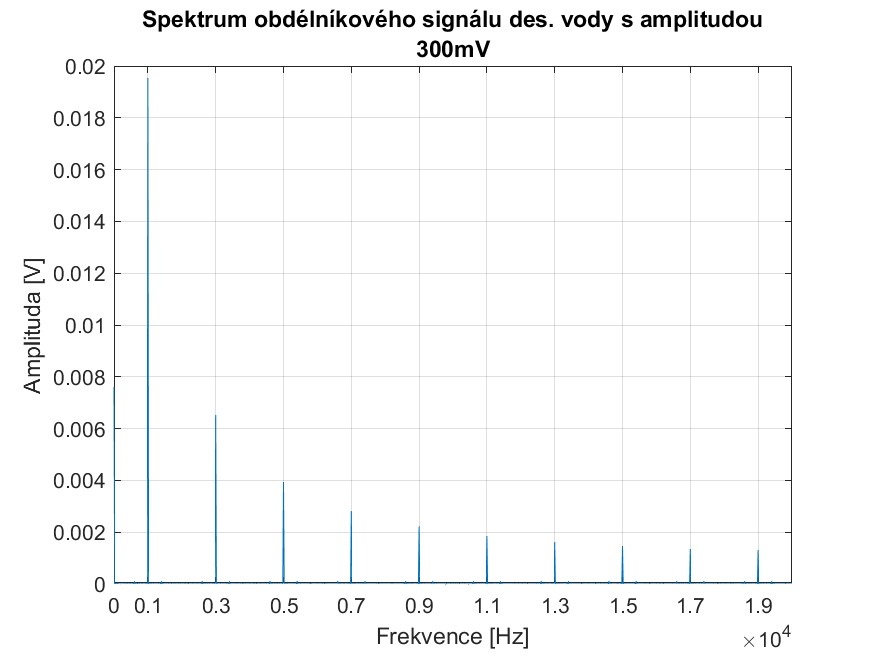 Spektrum obdélníkového signálu des. vody s amplitudou
300mV
0.02
0.018
0.016
0.014
0.012
0.01
0.008
0.006
0.004
0.002
0
Amplituda [V]
0 0.1 0.3 0.5 0.7 0.9 1.1 1.3 1.5 1.7 1.9
Frekvence [Hz]
×10⁴